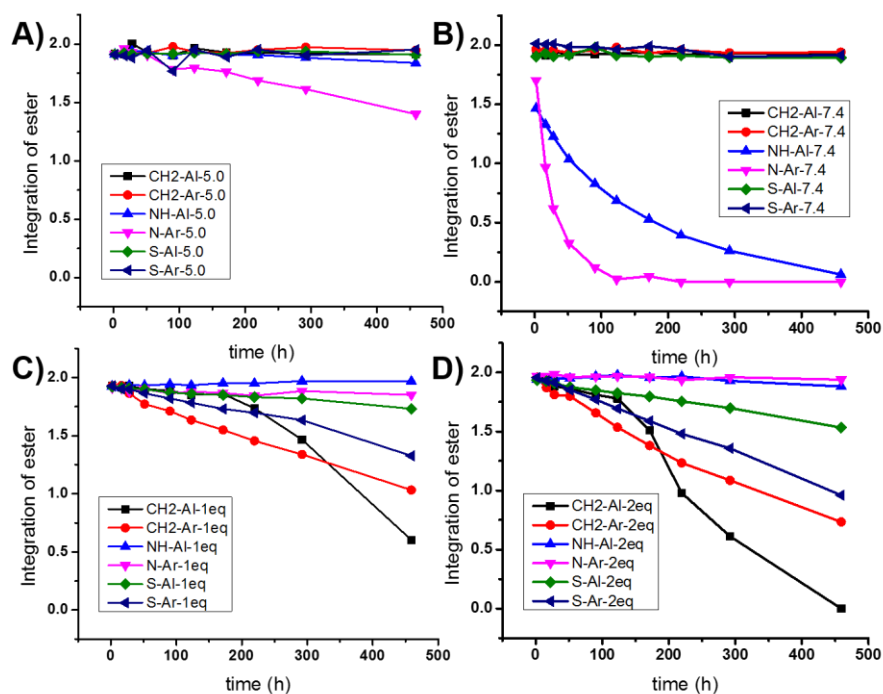 A)
Integration of ester
2.0
1.5
1.0
0.5
0.0
CH2-Al-5.0
CH2-Ar-5.0
NH-Al-5.0
N-Ar-5.0
S-Al-5.0
S-Ar-5.0
0 100 200 300 400 500
time (h)
B)
Integration of ester
2.0
1.5
1.0
0.5
0.0
CH2-Al-7.4
CH2-Ar-7.4
NH-Al-7.4
N-Ar-7.4
S-Al-7.4
S-Ar-7.4
0 100 200 300 400 500
time (h)
C)
Integration of ester
2.0
1.5
1.0
0.5
0.0
CH2-Al-1eq
CH2-Ar-1eq
NH-Al-1eq
N-Ar-1eq
S-Al-1eq
S-Ar-1eq
0 100 200 300 400 500
time (h)
D)
Integration of ester
2.0
1.5
1.0
0.5
0.0
CH2-Al-2eq
CH2-Ar-2eq
NH-Al-2eq
N-Ar-2eq
S-Al-2eq
S-Ar-2eq
0 100 200 300 400 500
time (h)